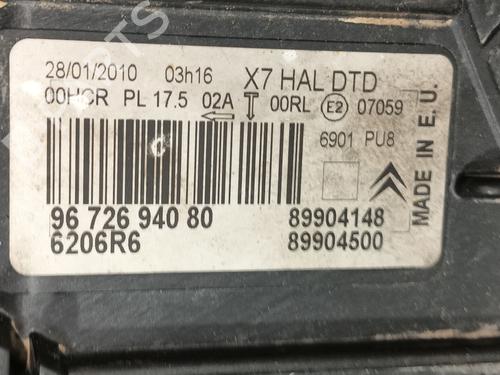 28/01/2010 03h16 X7 HAL DTD
00HCR PL 17.5 02A 00RL E2 07059
6901 PU8
MADE IN E.U.
96 726 940 80 89904148
6206R6 89904500